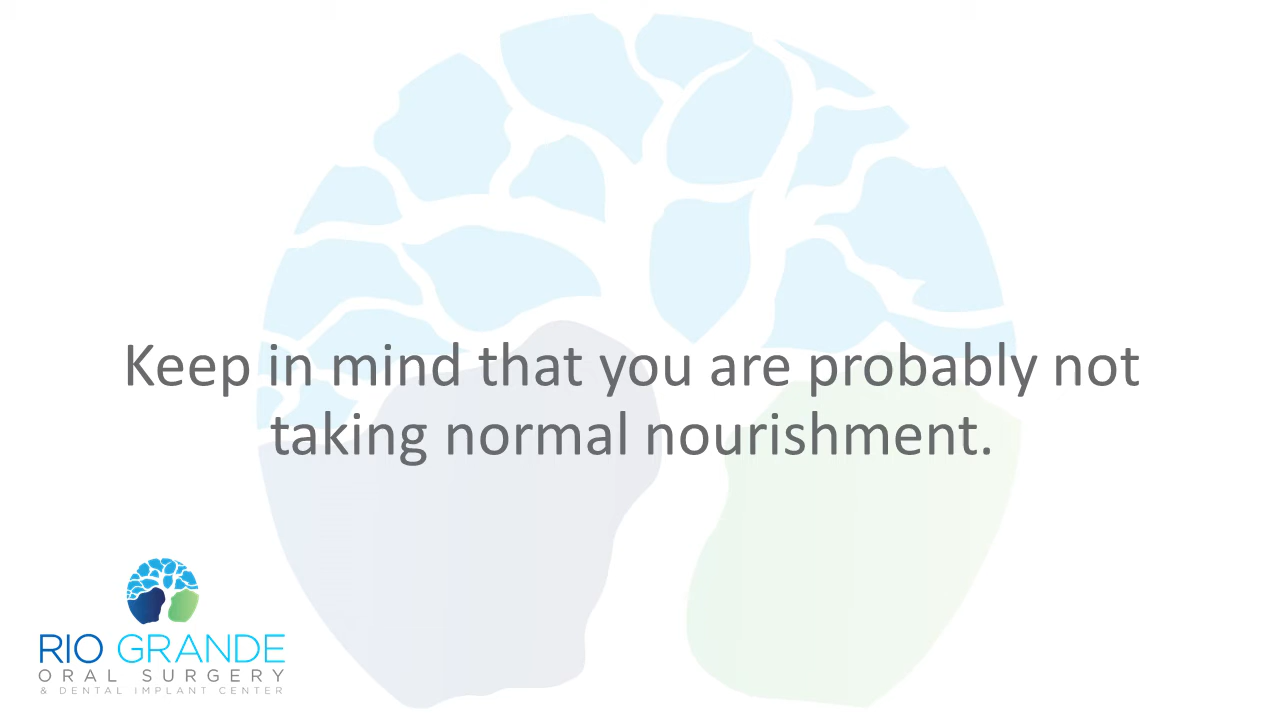 Keep in mind that you are probably not
taking normal nourishment.
RIO GRANDE
ORAL SURGERY
& DENTAL IMPLANT CENTER